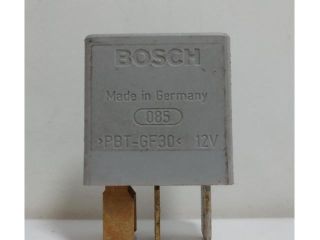 BOSCH
Made in Germany
085
>PBT-GF30< 12V